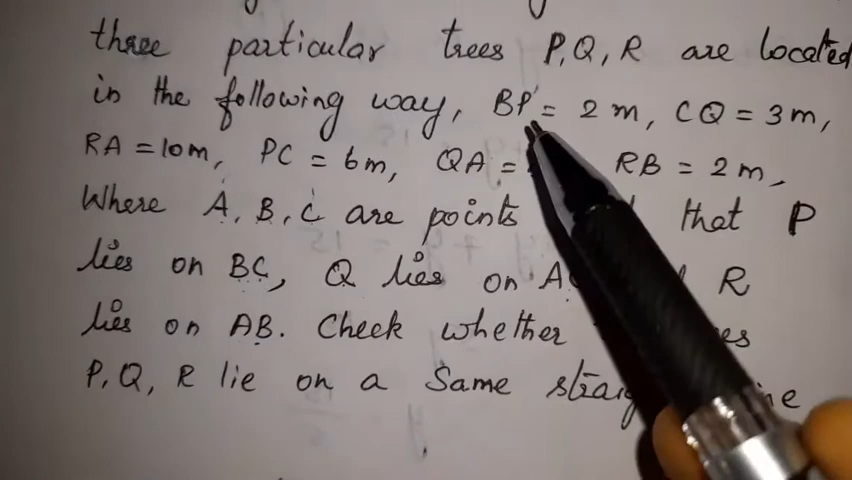 three particular trees P, Q, R are located
in the following way, BP = 2 m, CQ = 3 m,
RA = 10 m, PC = 6 m, QA = RB = 2 m,
Where A, B, C are points that P
lies on BC, Q lies on R
lies on AB. Check whether
P, Q, R lie on a Same